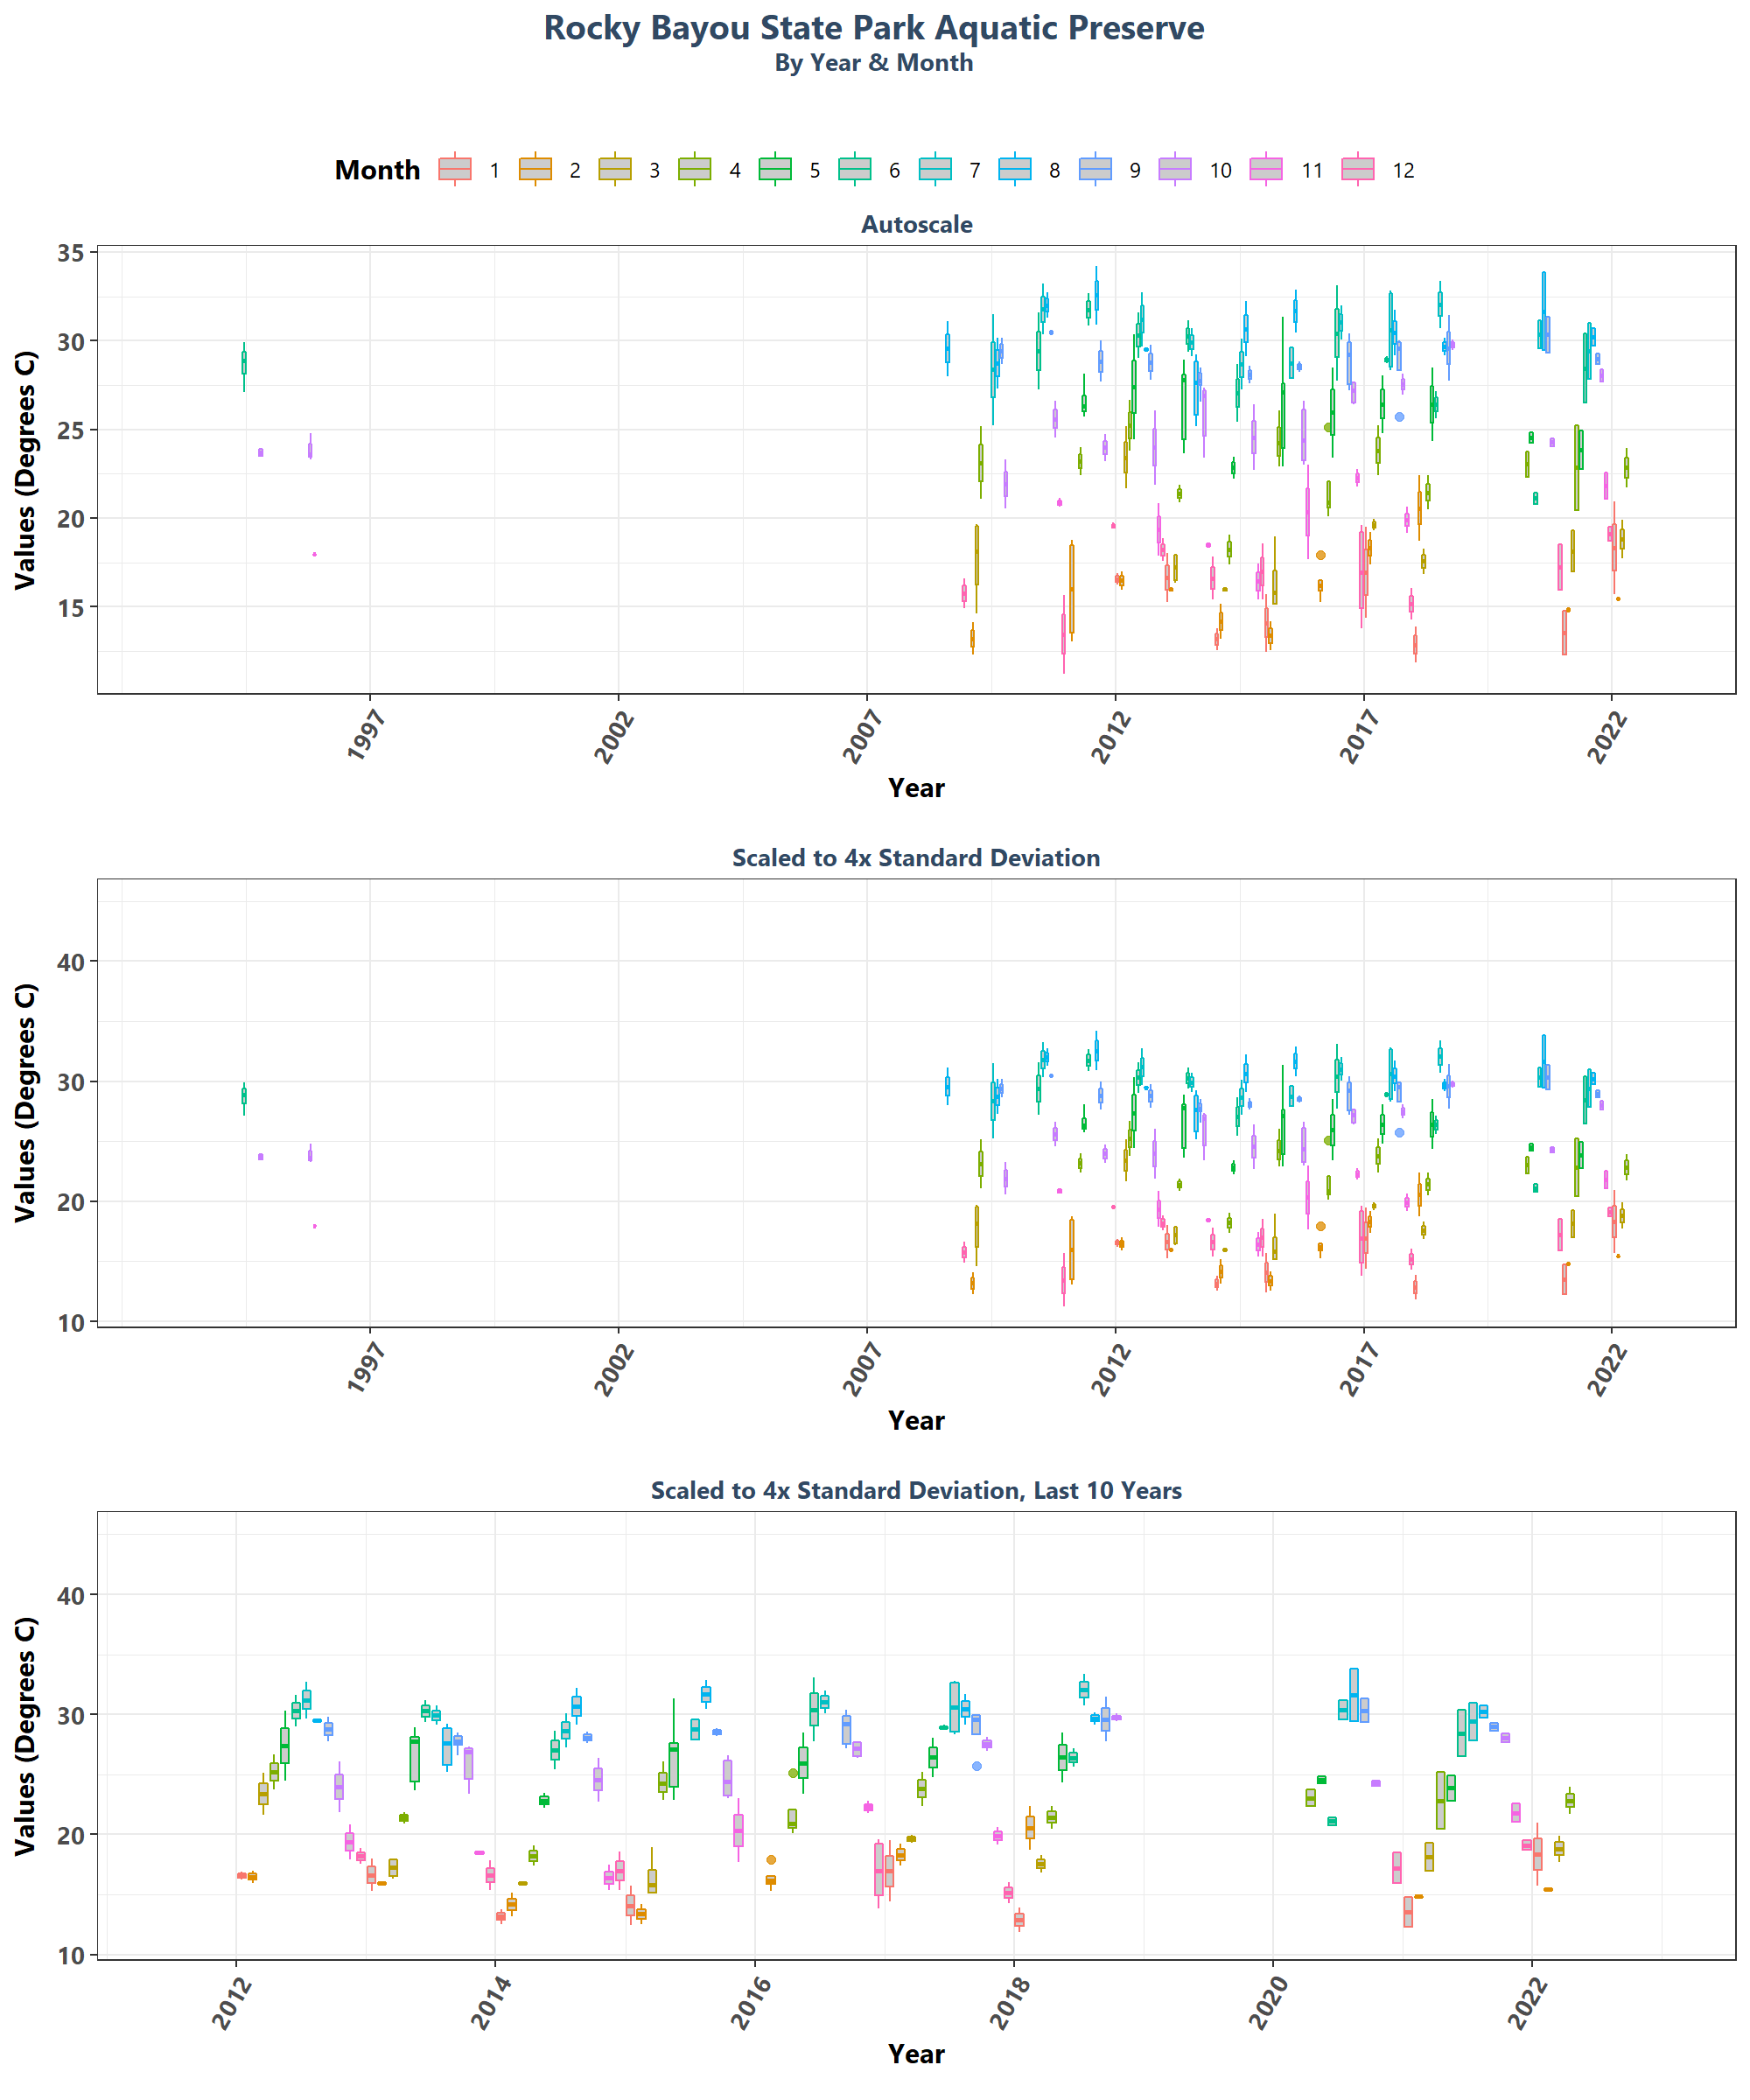 Rocky Bayou State Park Aquatic Preserve
By Year & Month
Month 1 2 3 4 5 6 7 8 9 10 11 12
Autoscale
Values (Degrees C)
35
30
25
20
15
1997 2002 2007 2012 2017 2022
Year
Scaled to 4x Standard Deviation
Values (Degrees C)
40
30
20
10
1997 2002 2007 2012 2017 2022
Year
Scaled to 4x Standard Deviation, Last 10 Years
Values (Degrees C)
40
30
20
10
2012 2014 2016 2018 2020 2022
Year